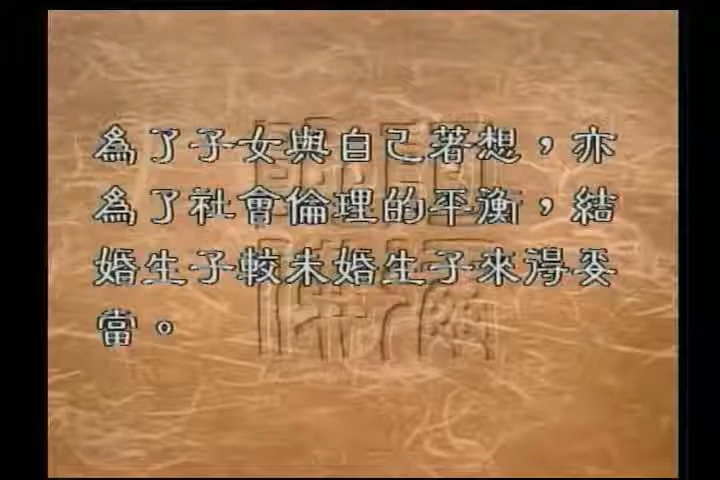 為了子女與自己著想，亦
為了社會倫理的平衡，結
婚生子較未婚生子來得妥
當。